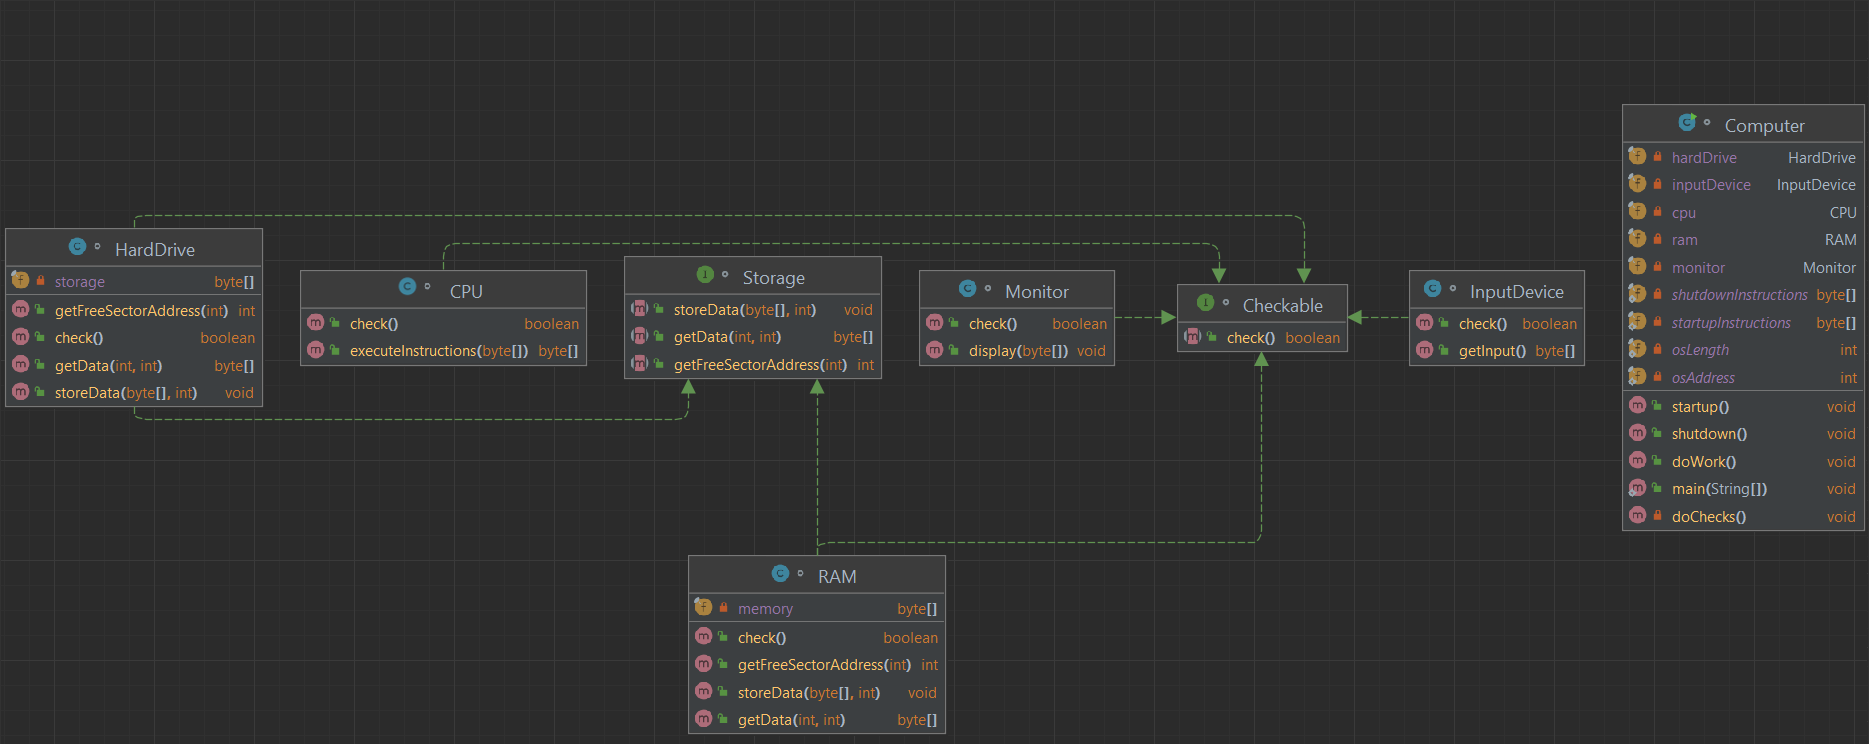 HardDrive
storage byte[]
getFreeSectorAddress(int) int
check() boolean
getData(int, int) byte[]
storeData(byte[], int) void
CPU
check() boolean
executeInstructions(byte[]) byte[]
Storage
storeData(byte[], int) void
getData(int, int) byte[]
getFreeSectorAddress(int) int
Monitor
check() boolean
display(byte[]) void
Checkable
check() boolean
InputDevice
check() boolean
getInput() byte[]
Computer
hardDrive HardDrive
inputDevice InputDevice
cpu CPU
ram RAM
monitor Monitor
shutdownInstructions byte[]
startupInstructions byte[]
osLength int
osAddress int
startup() void
shutdown() void
doWork() void
main(String[]) void
doChecks() void
RAM
memory byte[]
check() boolean
getFreeSectorAddress(int) int
storeData(byte[], int) void
getData(int, int) byte[]